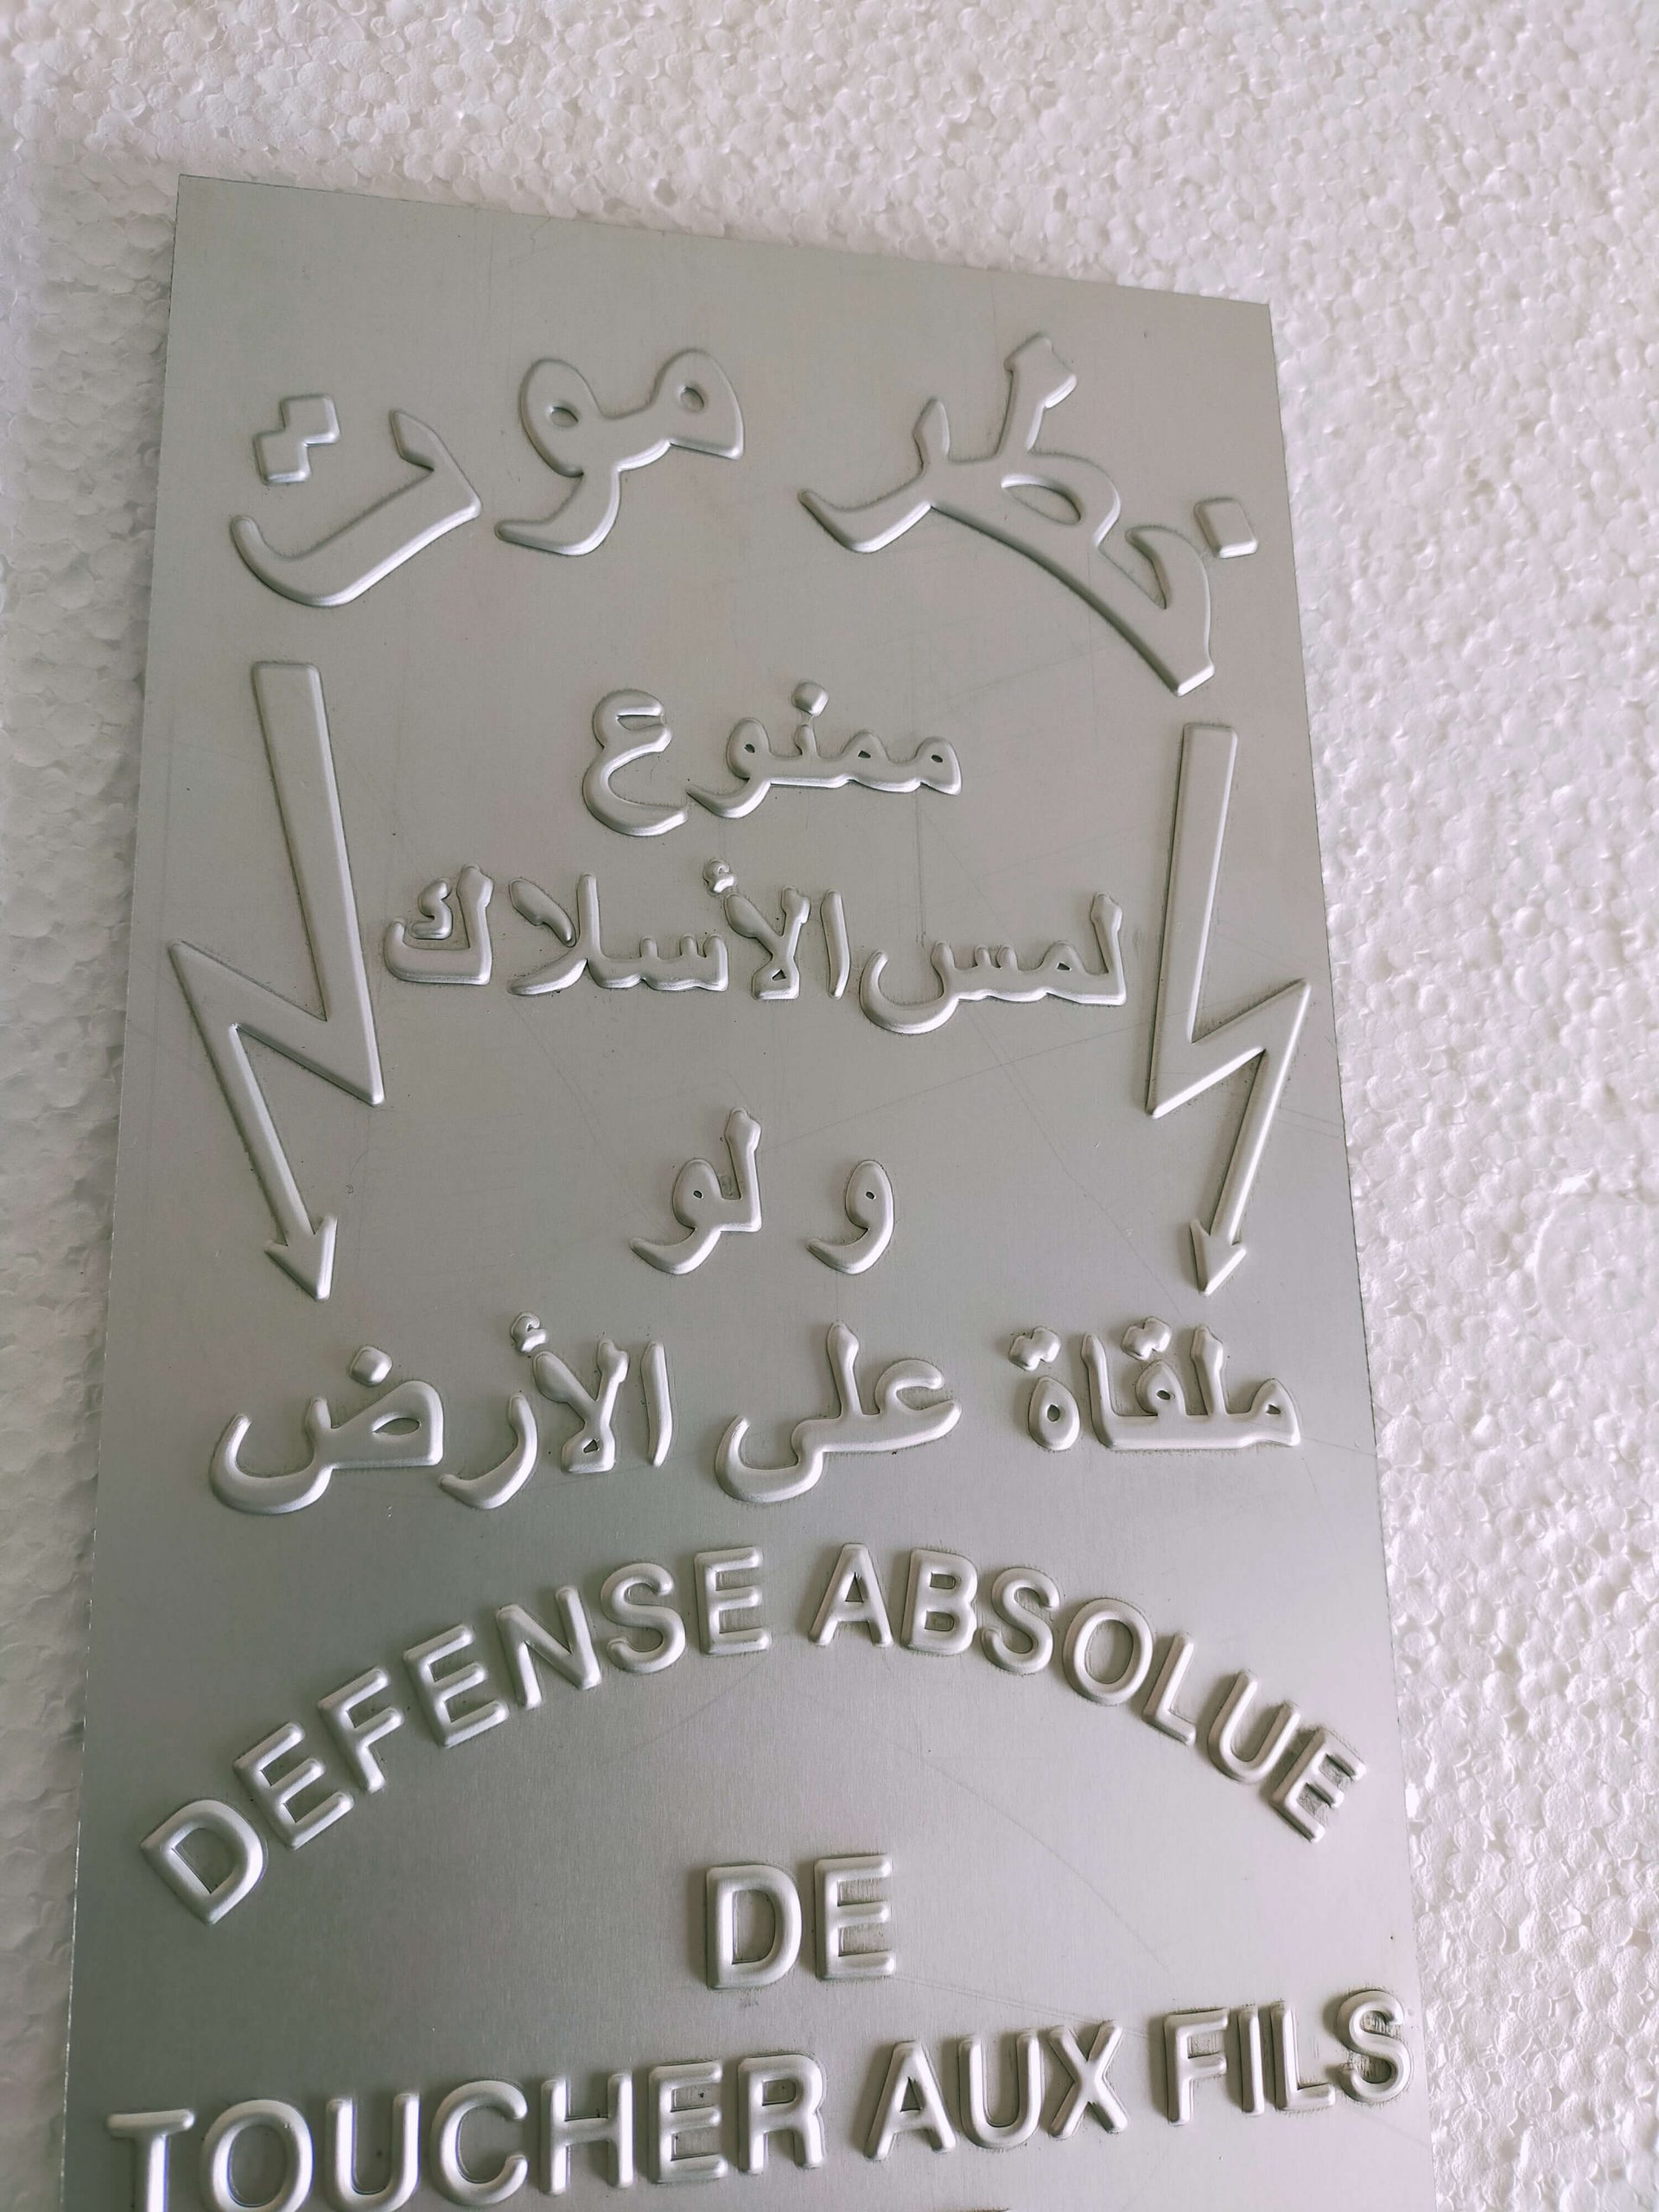 خطر موت
ممنوع
لمس الأسلاك
و لو
ملقاة على الأرض
DEFENSE ABSOLUE
DE
TOUCHER AUX FILS